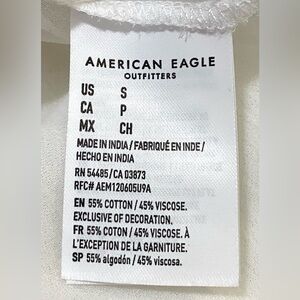 AMERICAN EAGLE
OUTFITTERS
US S
CA P
MX CH
MADE IN INDIA / FABRIQUÉ EN INDE /
HECHO EN INDIA
RN 54485 / CA 03873
RFC# AEM120605U9A
EN 55% COTTON / 45% VISCOSE.
EXCLUSIVE OF DECORATION.
FR 55% COTON / 45% VISCOSE. À
L'EXCEPTION DE LA GARNITURE.
SP 55% algodón / 45% viscosa.